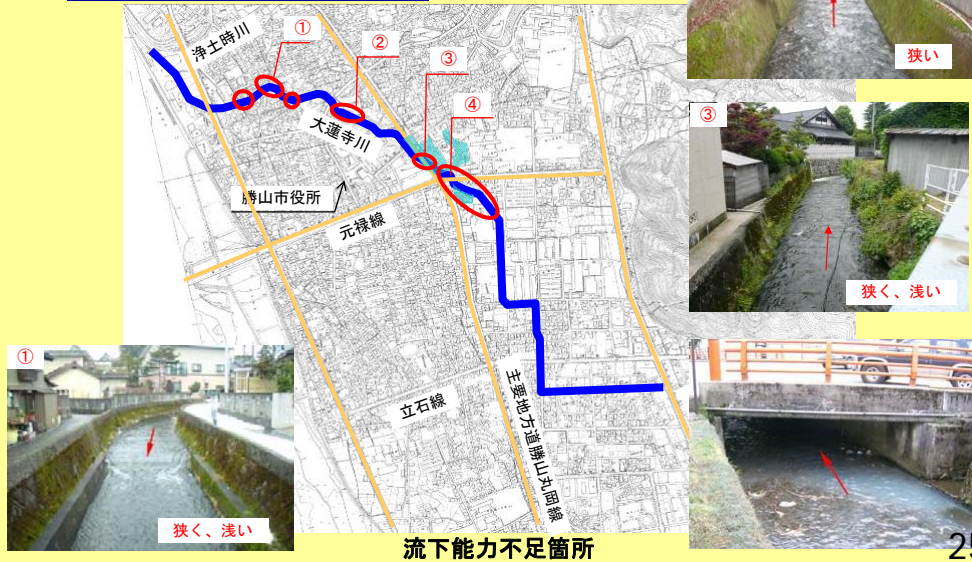 浄土時川
①
②
③
④
大蓮寺川
勝山市役所
元禄線
立石線
主要地方道勝山丸岡線
狭い
③
狭く、浅い
①
狭く、浅い
流下能力不足箇所